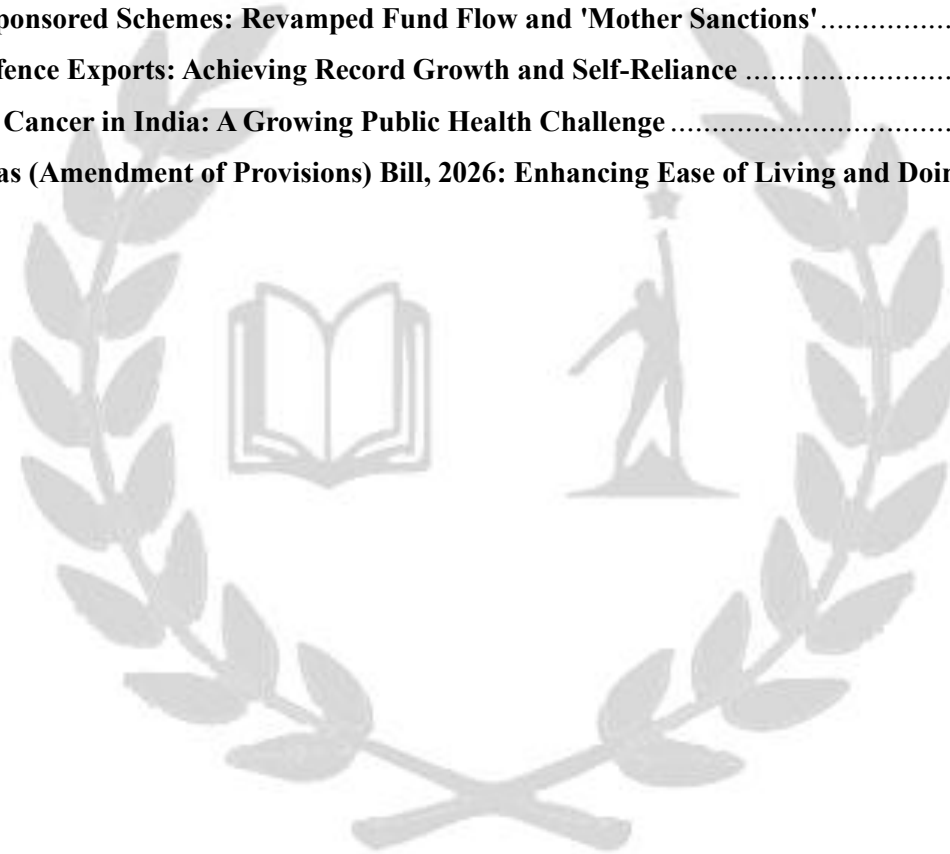 ponsored Schemes: Revamped Fund Flow and 'Mother Sanctions'..............
fence Exports: Achieving Record Growth and Self-Reliance ......................
Cancer in India: A Growing Public Health Challenge ..............................
as (Amendment of Provisions) Bill, 2026: Enhancing Ease of Living and Doin